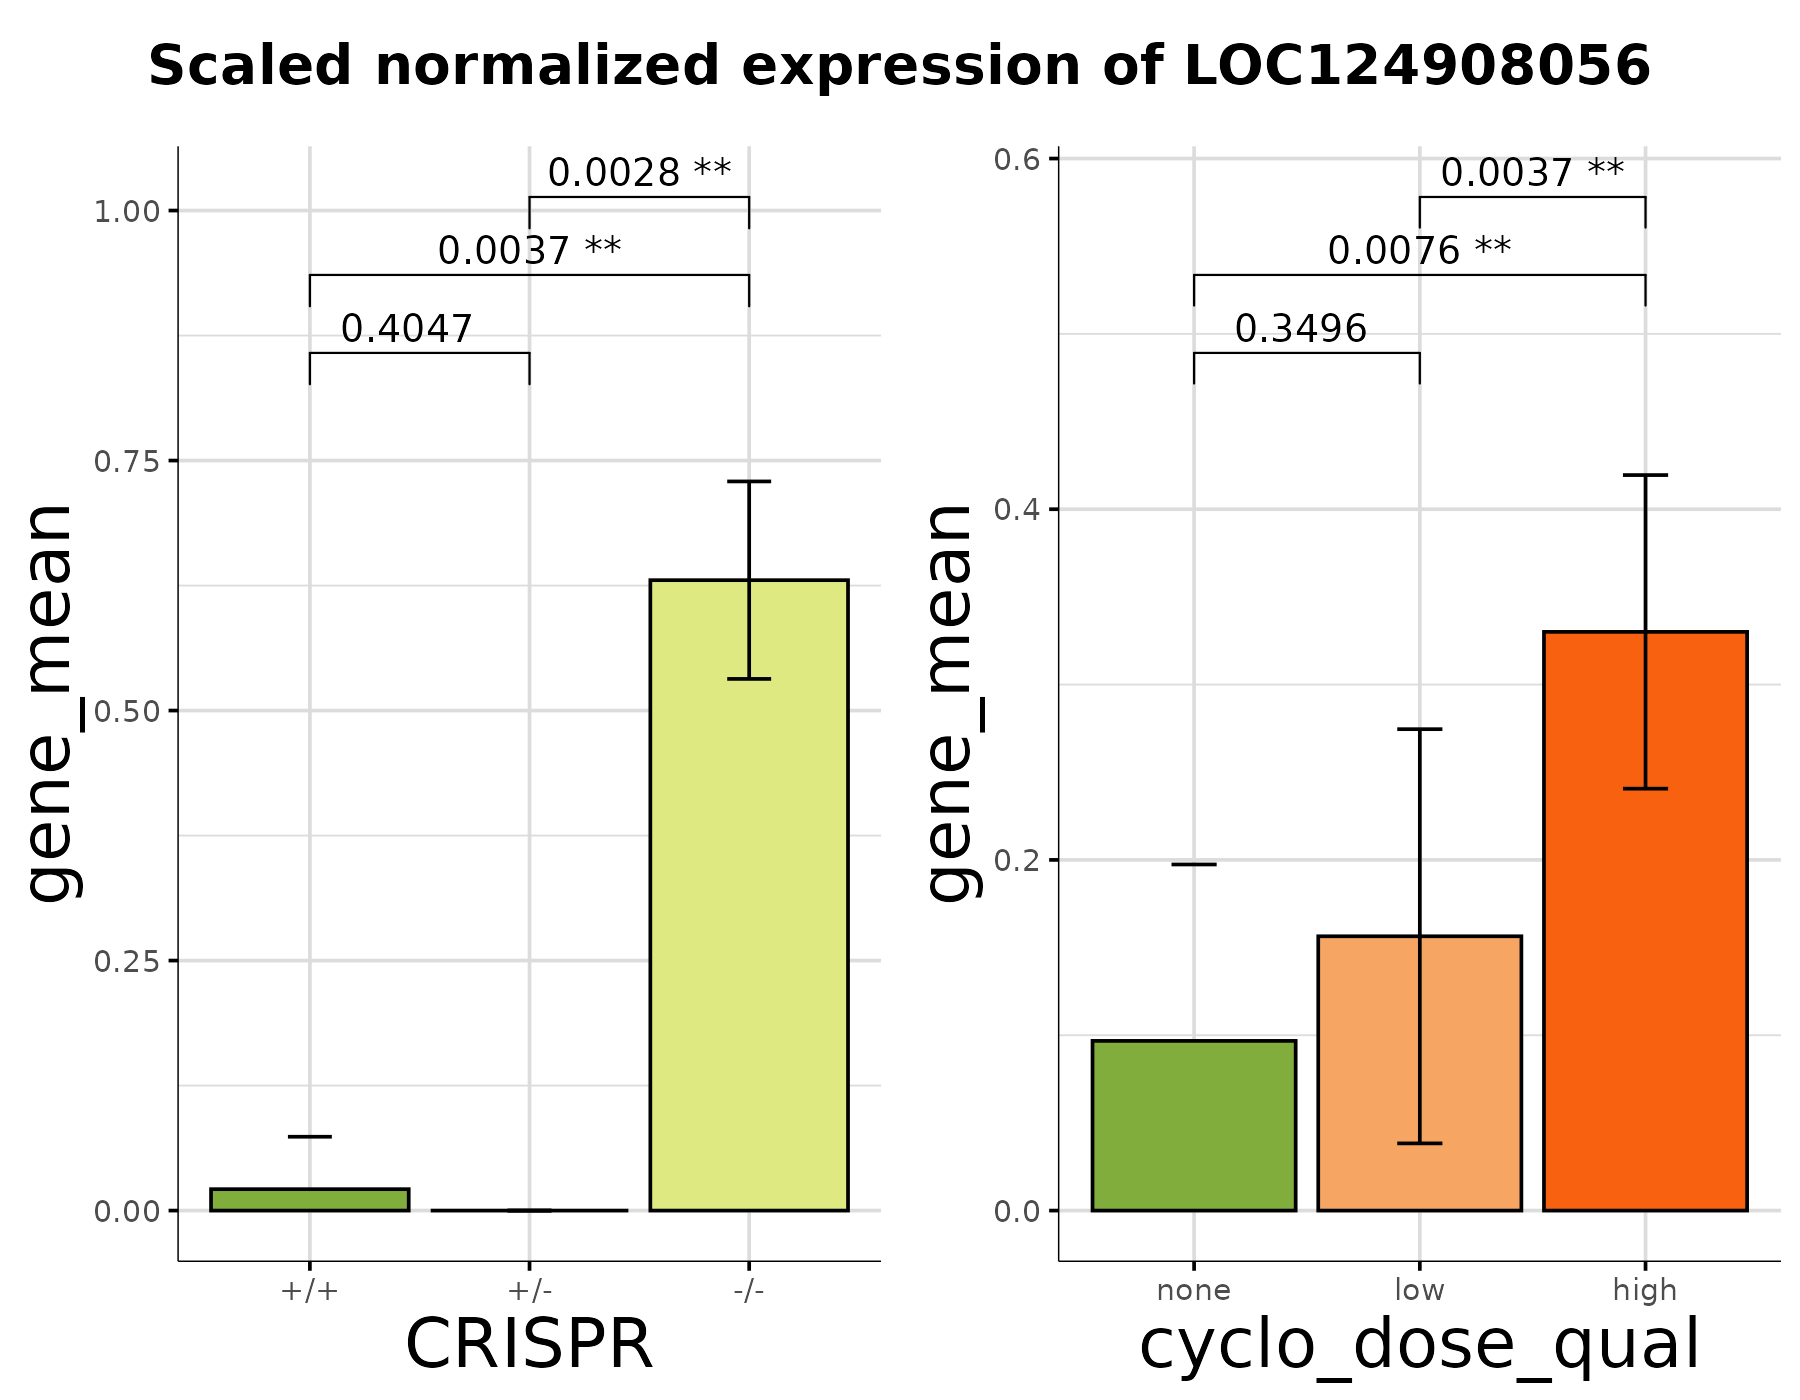 Scaled normalized expression of LOC124908056
gene_mean
1.00
0.75
0.50
0.25
0.00
0.0028 **
0.0037 **
0.4047
+/+ +/- -/-
CRISPR
gene_mean
0.6
0.4
0.2
0.0
0.0037 **
0.0076 **
0.3496
none low high
cyclo_dose_qual